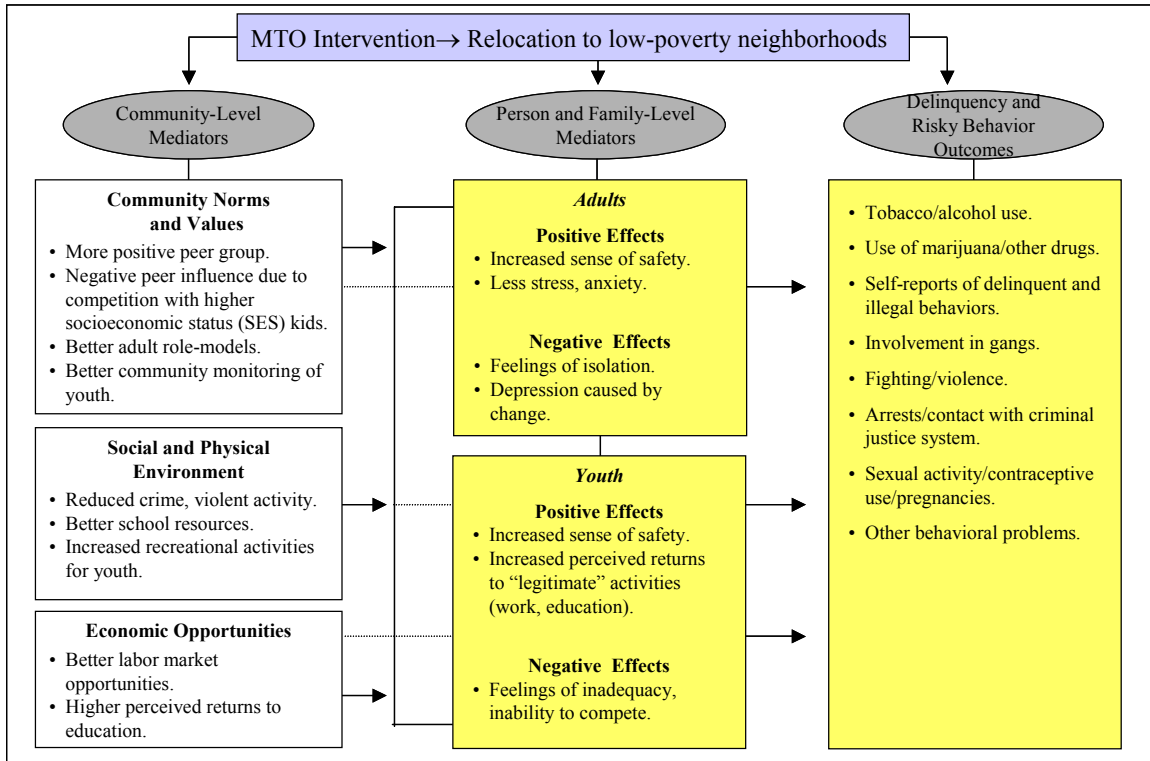 MTO Intervention→ Relocation to low-poverty neighborhoods
Community-Level
Mediators
Person and Family-Level
Mediators
Delinquency and
Risky Behavior
Outcomes
Community Norms
and Values
• More positive peer group.
• Negative peer influence due to
competition with higher
socioeconomic status (SES) kids.
• Better adult role-models.
• Better community monitoring of
youth.
Social and Physical
Environment
• Reduced crime, violent activity.
• Better school resources.
• Increased recreational activities
for youth.
Economic Opportunities
• Better labor market
opportunities.
• Higher perceived returns to
education.
Adults
Positive Effects
• Increased sense of safety.
• Less stress, anxiety.
Negative Effects
• Feelings of isolation.
• Depression caused by
change.
Youth
Positive Effects
• Increased sense of safety.
• Increased perceived returns
to “legitimate” activities
(work, education).
Negative Effects
• Feelings of inadequacy,
inability to compete.
• Tobacco/alcohol use.
• Use of marijuana/other drugs.
• Self-reports of delinquent and
illegal behaviors.
• Involvement in gangs.
• Fighting/violence.
• Arrests/contact with criminal
justice system.
• Sexual activity/contraceptive
use/pregnancies.
• Other behavioral problems.